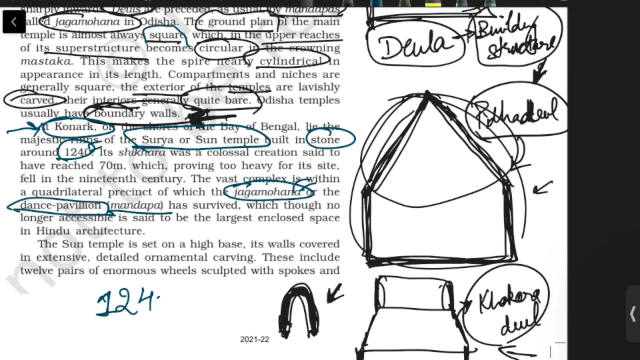 sharply inwards. Deuls are preceded, as usual, by mandapas
called jagamohana in Odisha. The ground plan of the main
temple is almost always square, which, in the upper reaches
of its superstructure becomes circular in the crowning
mastaka. This makes the spire nearly cylindrical in
appearance in its length. Compartments and niches are
generally square, the exterior of the temples are lavishly
carved, their interiors generally quite bare. Odisha temples
usually have boundary walls.
At Konark, on the shores of the Bay of Bengal, lie the
majestic ruins of the Surya or Sun temple built in stone
around 1240. Its shikhara was a colossal creation said to
have reached 70m, which, proving too heavy for its site,
fell in the nineteenth century. The vast complex is within
a quadrilateral precinct of which the jagamohana or the
dance-pavilion (mandapa) has survived, which though no
longer accessible is said to be the largest enclosed space
in Hindu architecture.
The Sun temple is set on a high base, its walls covered
in extensive, detailed ornamental carving. These include
twelve pairs of enormous wheels sculpted with spokes and
124
2021-22
Deula
Building
structure
Khakara
deul